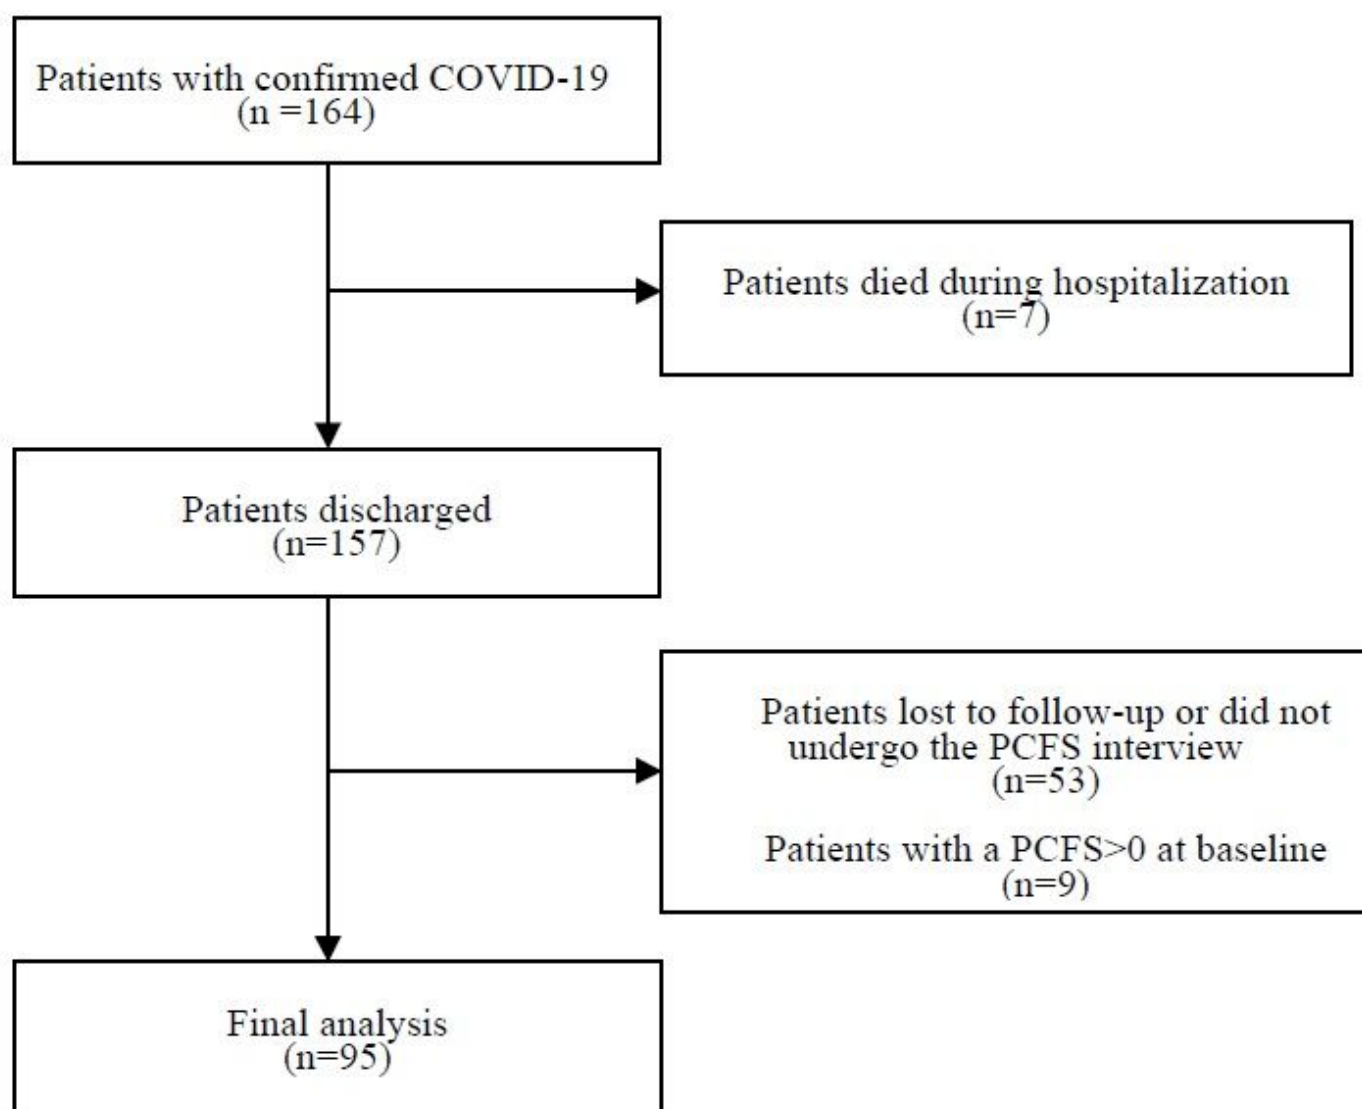 Patients with confirmed COVID-19
(n =164)
Patients died during hospitalization
(n=7)
Patients discharged
(n=157)
Patients lost to follow-up or did not
undergo the PCFS interview
(n=53)
Patients with a PCFS>0 at baseline
(n=9)
Final analysis
(n=95)